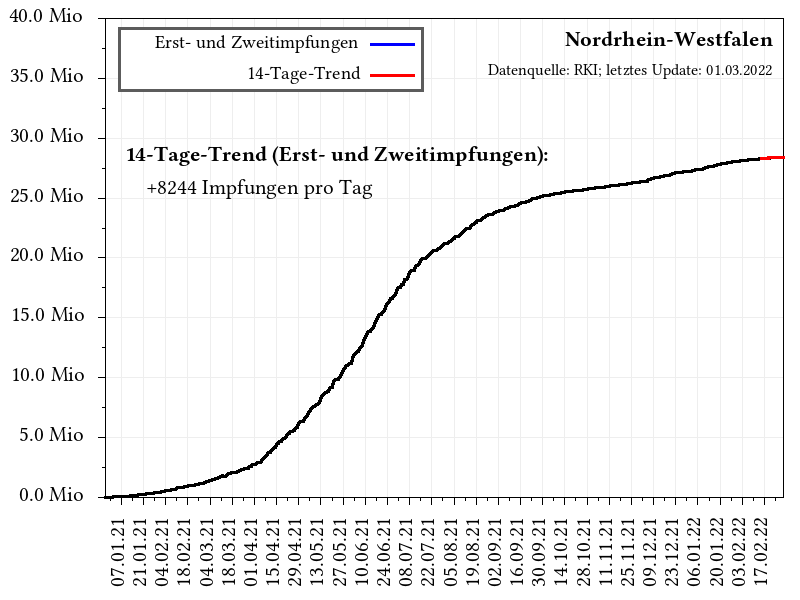 40.0 Mio
35.0 Mio
30.0 Mio
25.0 Mio
20.0 Mio
15.0 Mio
10.0 Mio
5.0 Mio
0.0 Mio
Erst- und Zweitimpfungen
14-Tage-Trend
Nordrhein-Westfalen
Datenquelle: RKI; letztes Update: 01.03.2022
14-Tage-Trend (Erst- und Zweitimpfungen):
+8244 Impfungen pro Tag
07.01.21
21.01.21
04.02.21
18.02.21
04.03.21
18.03.21
01.04.21
15.04.21
29.04.21
13.05.21
27.05.21
10.06.21
24.06.21
08.07.21
22.07.21
05.08.21
19.08.21
02.09.21
16.09.21
30.09.21
14.10.21
28.10.21
11.11.21
25.11.21
09.12.21
23.12.21
06.01.22
20.01.22
03.02.22
17.02.22